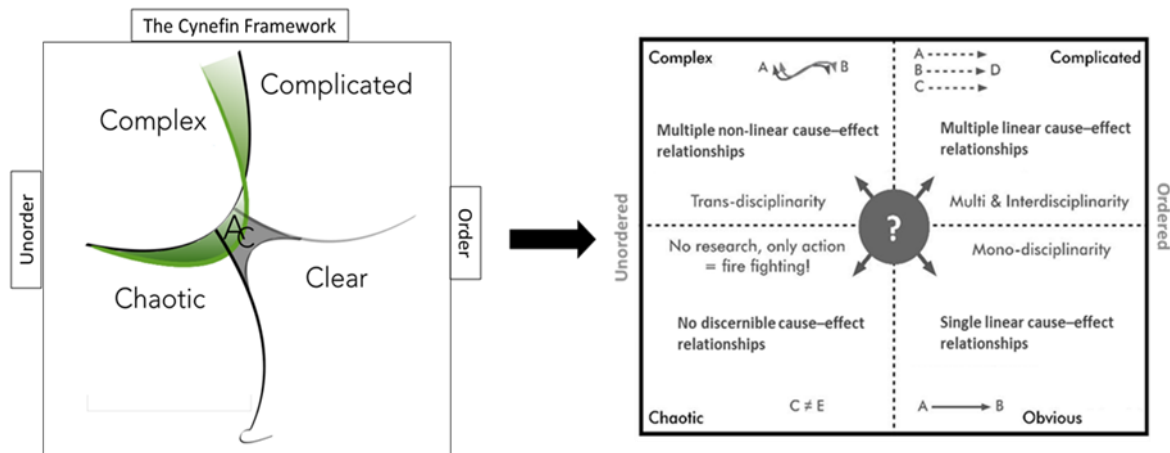 The Cynefin Framework
Complicated
Complex
Unorder
Order
AC
Chaotic
Clear
Complex
A B
A
B D
C
Complicated
Multiple non-linear cause–effect
relationships
Multiple linear cause–effect
relationships
Trans-disciplinarity
Multi & Interdisciplinarity
?
Unordered
Ordered
No research, only action
= fire fighting!
Mono-disciplinarity
No discernible cause–effect
relationships
Single linear cause–effect
relationships
Chaotic
C ≠ E
A B
Obvious